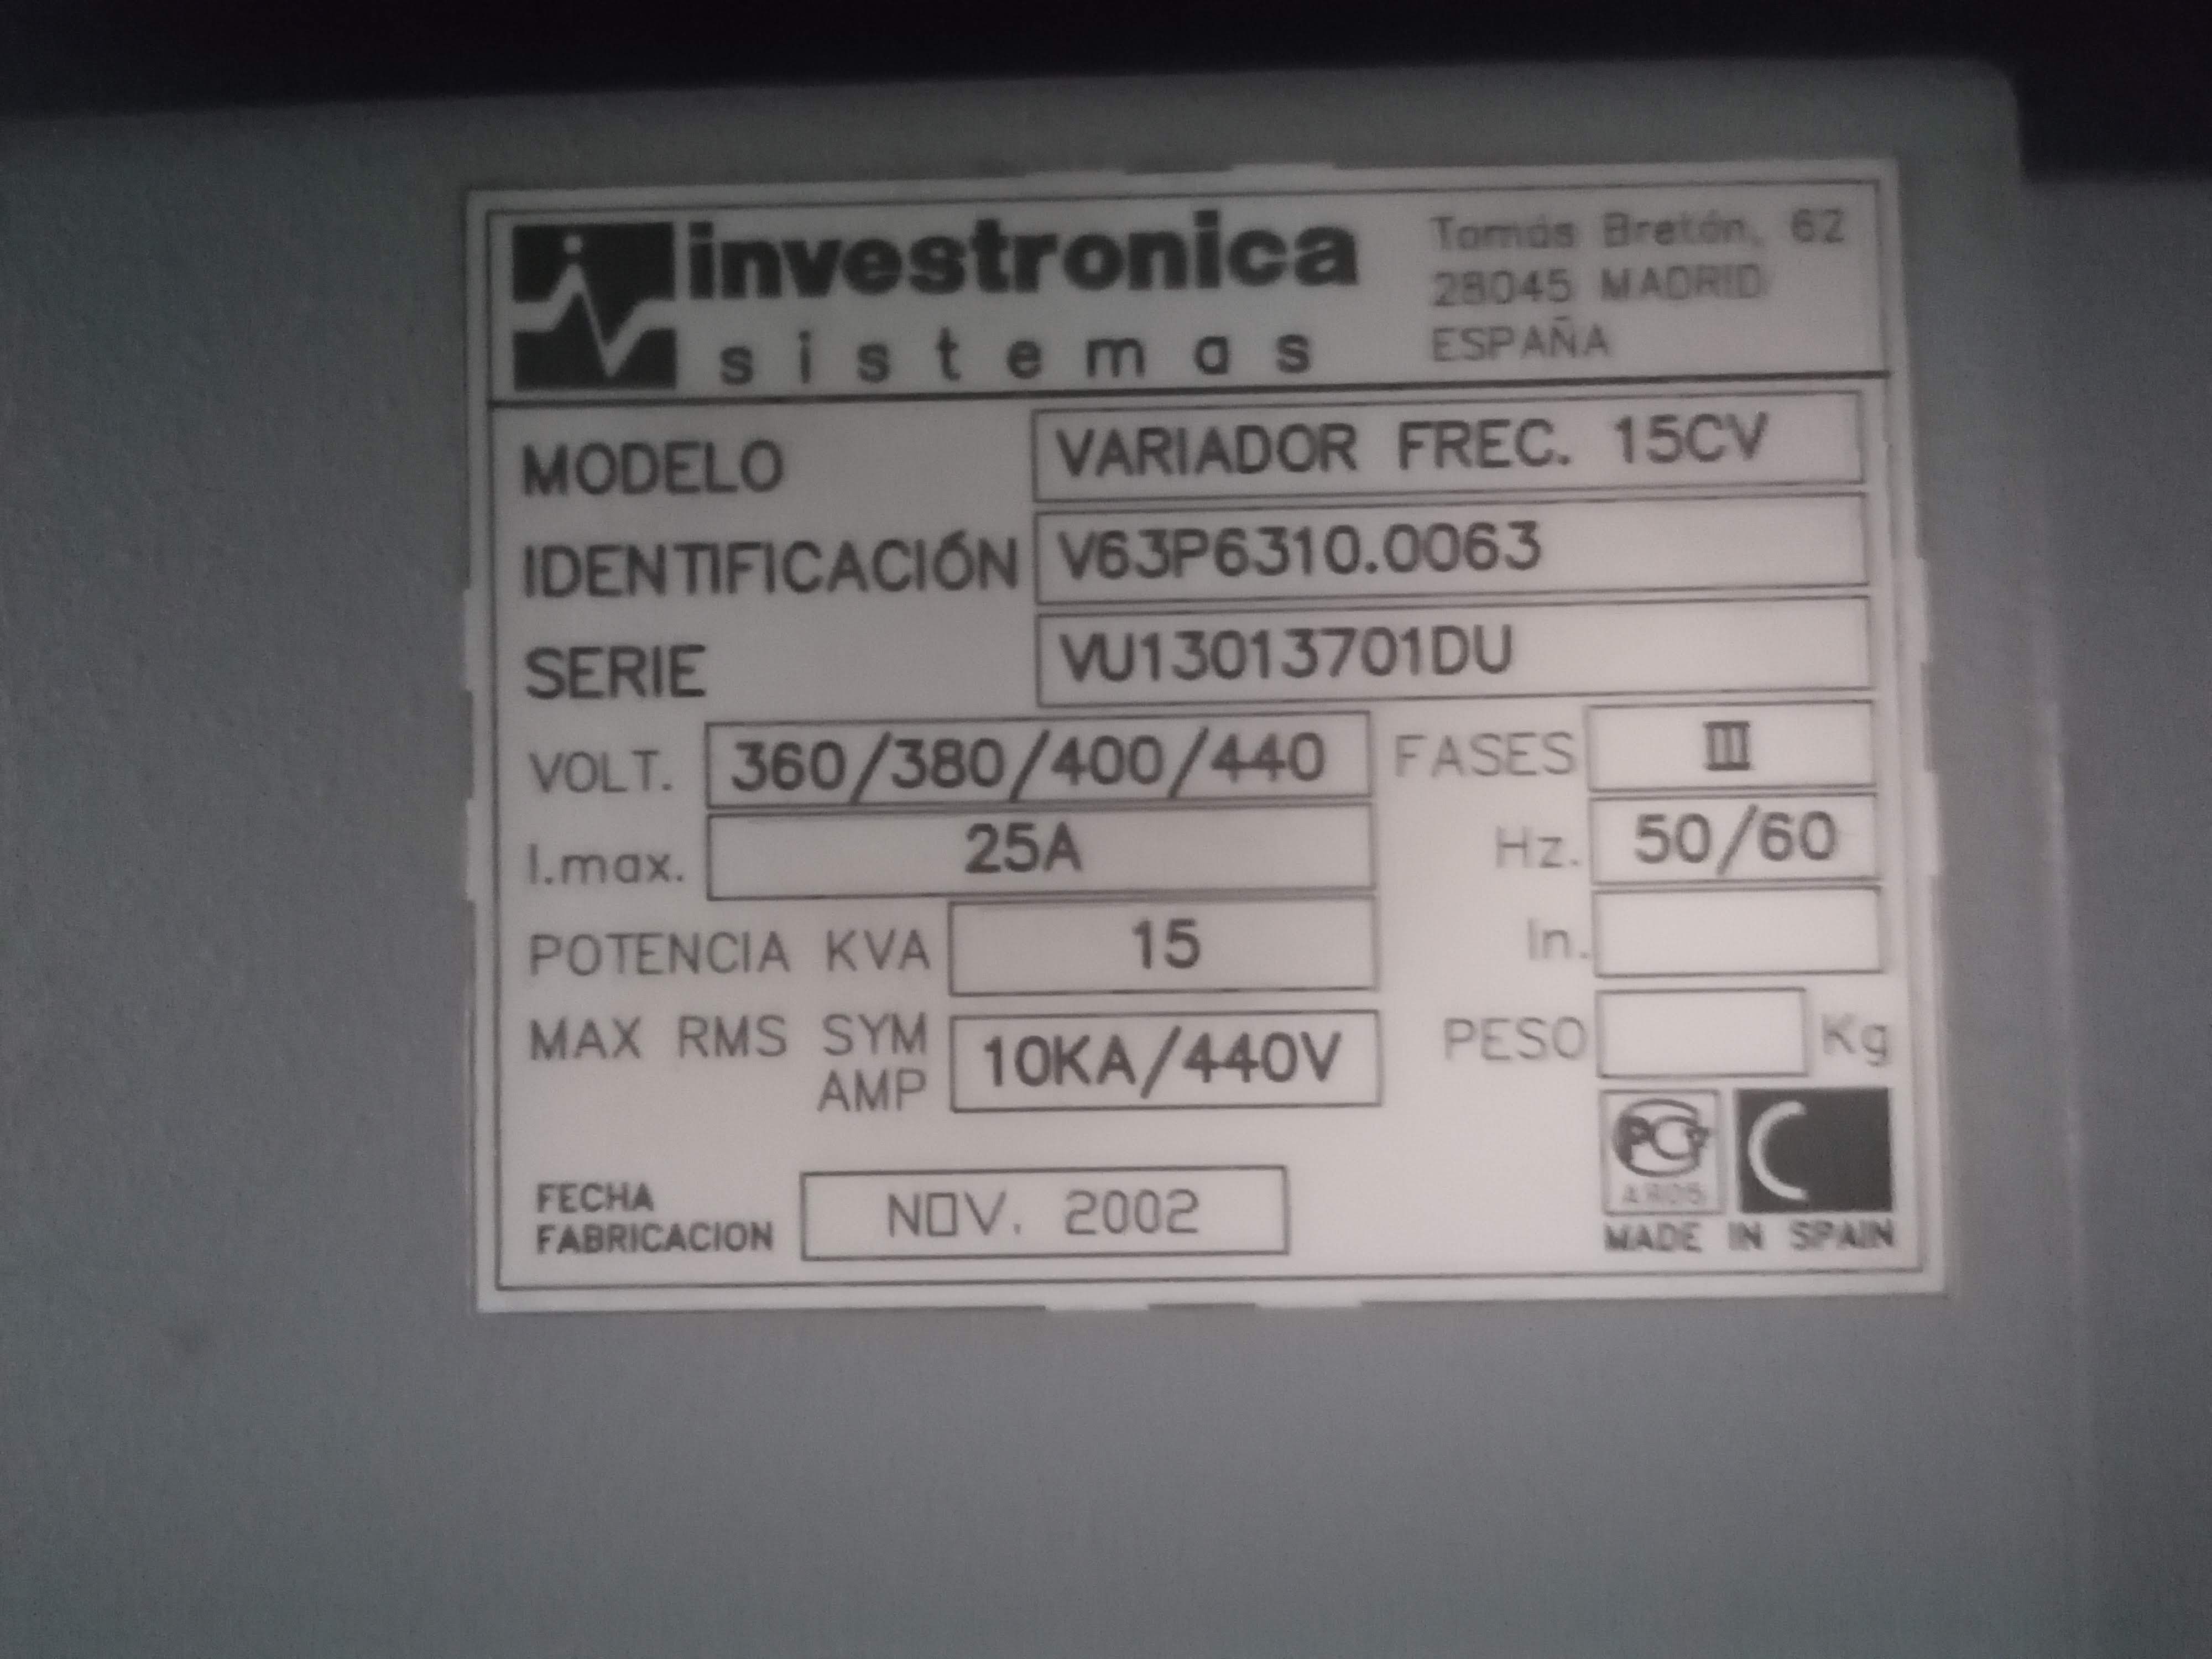 investronica
sistemas
Tomás Bretón, 62
28045 MADRID
ESPAÑA
MODELO VARIADOR FREC. 15CV
IDENTIFICACIÓN V63P6310.0063
SERIE VU13013701DU
VOLT. 360/380/400/440 FASES III
I.max. 25A Hz. 50/60
POTENCIA KVA 15 In.
MAX RMS SYM AMP 10KA/440V PESO Kg
FECHA FABRICACION NOV. 2002
MADE IN SPAIN